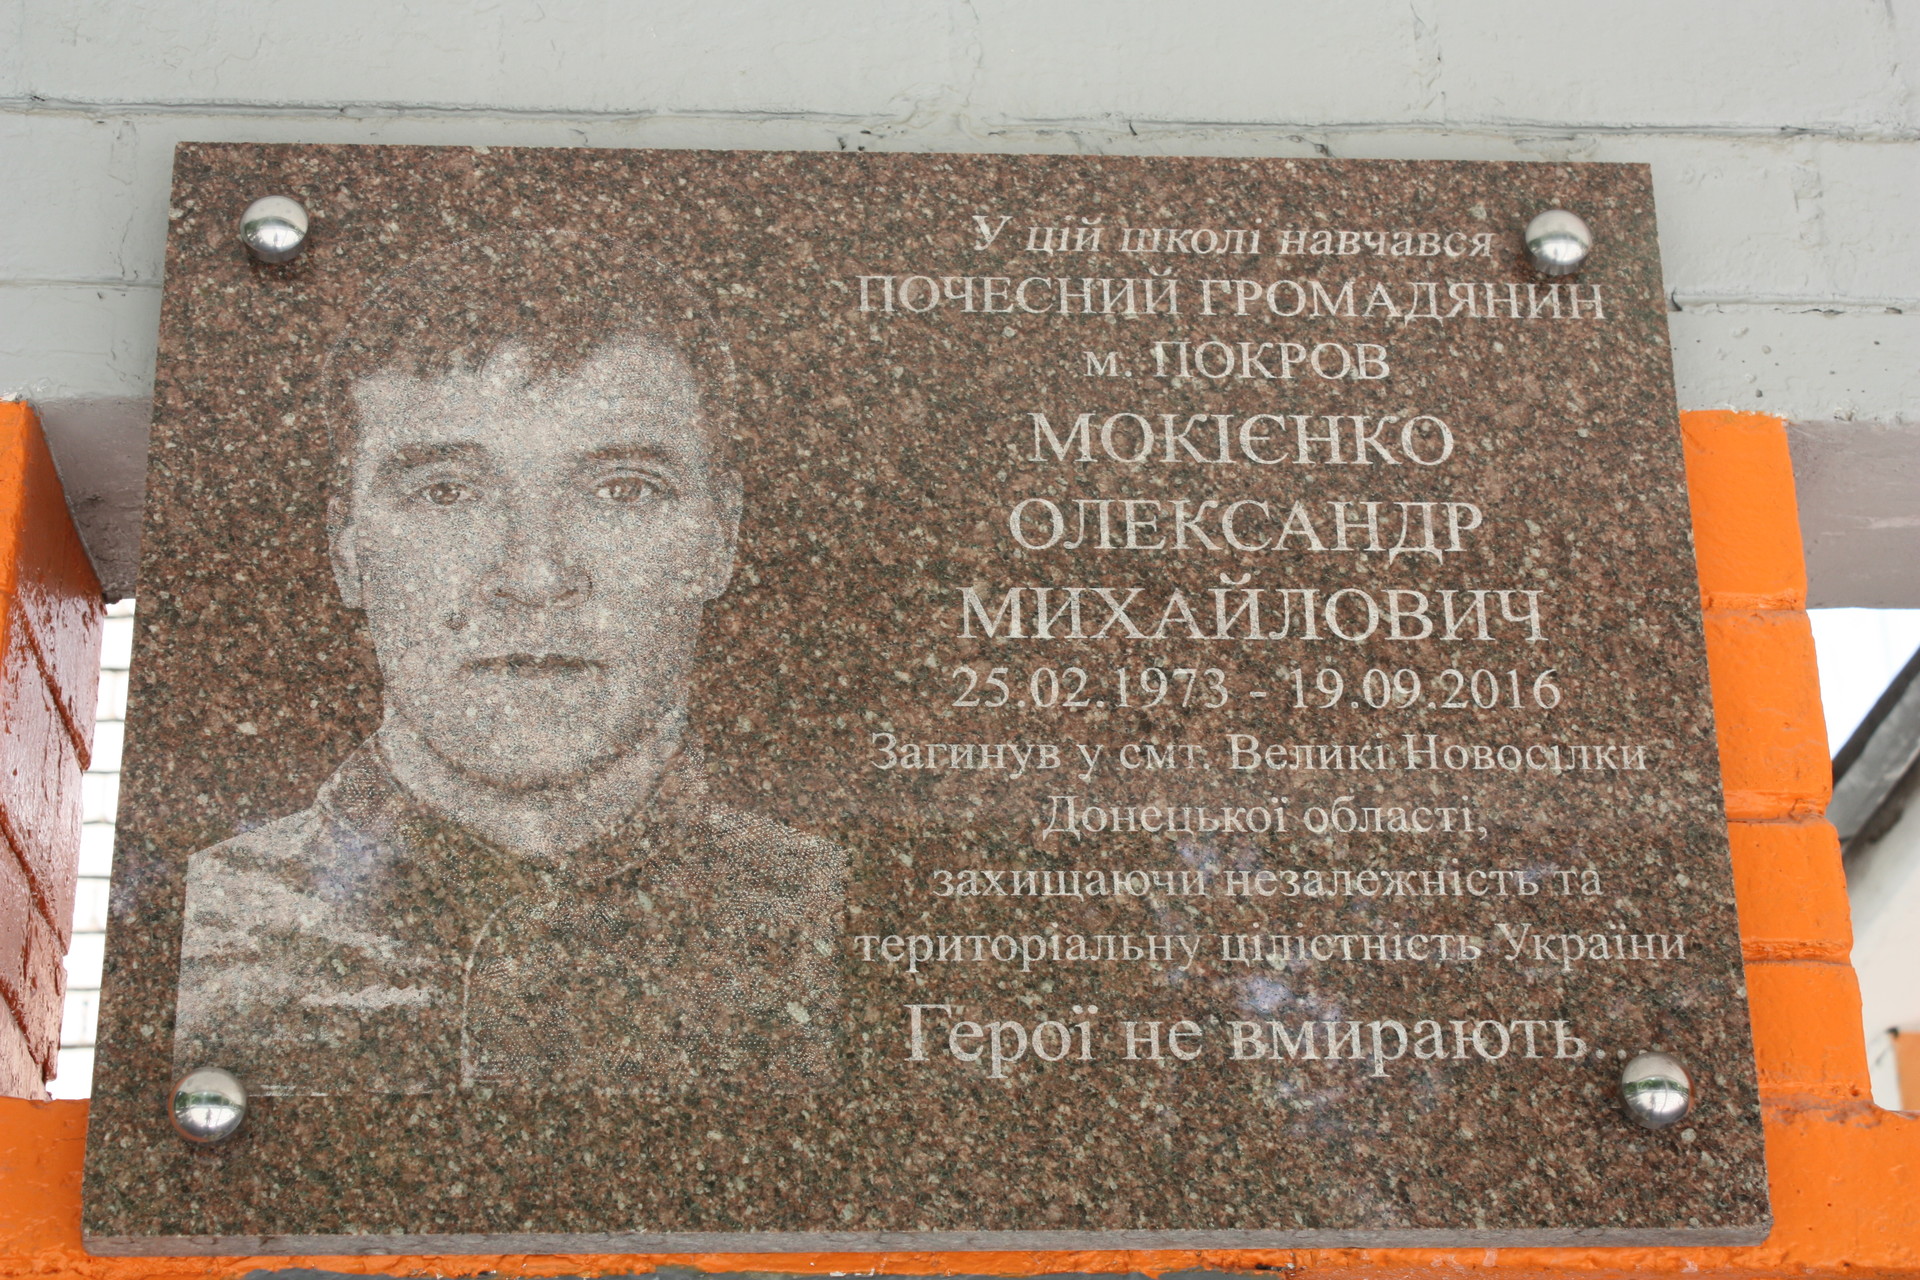 У цій школі навчався
ПОЧЕСНИЙ ГРОМАДЯНИН
м. ПОКРОВ
МОКІЄНКО
ОЛЕКСАНДР
МИХАЙЛОВИЧ
25.02.1973 - 19.09.2016
Загинув у смт. Великі Новосілки
Донецької області,
захищаючи незалежність та
територіальну цілістність України
Герої не вмирають...